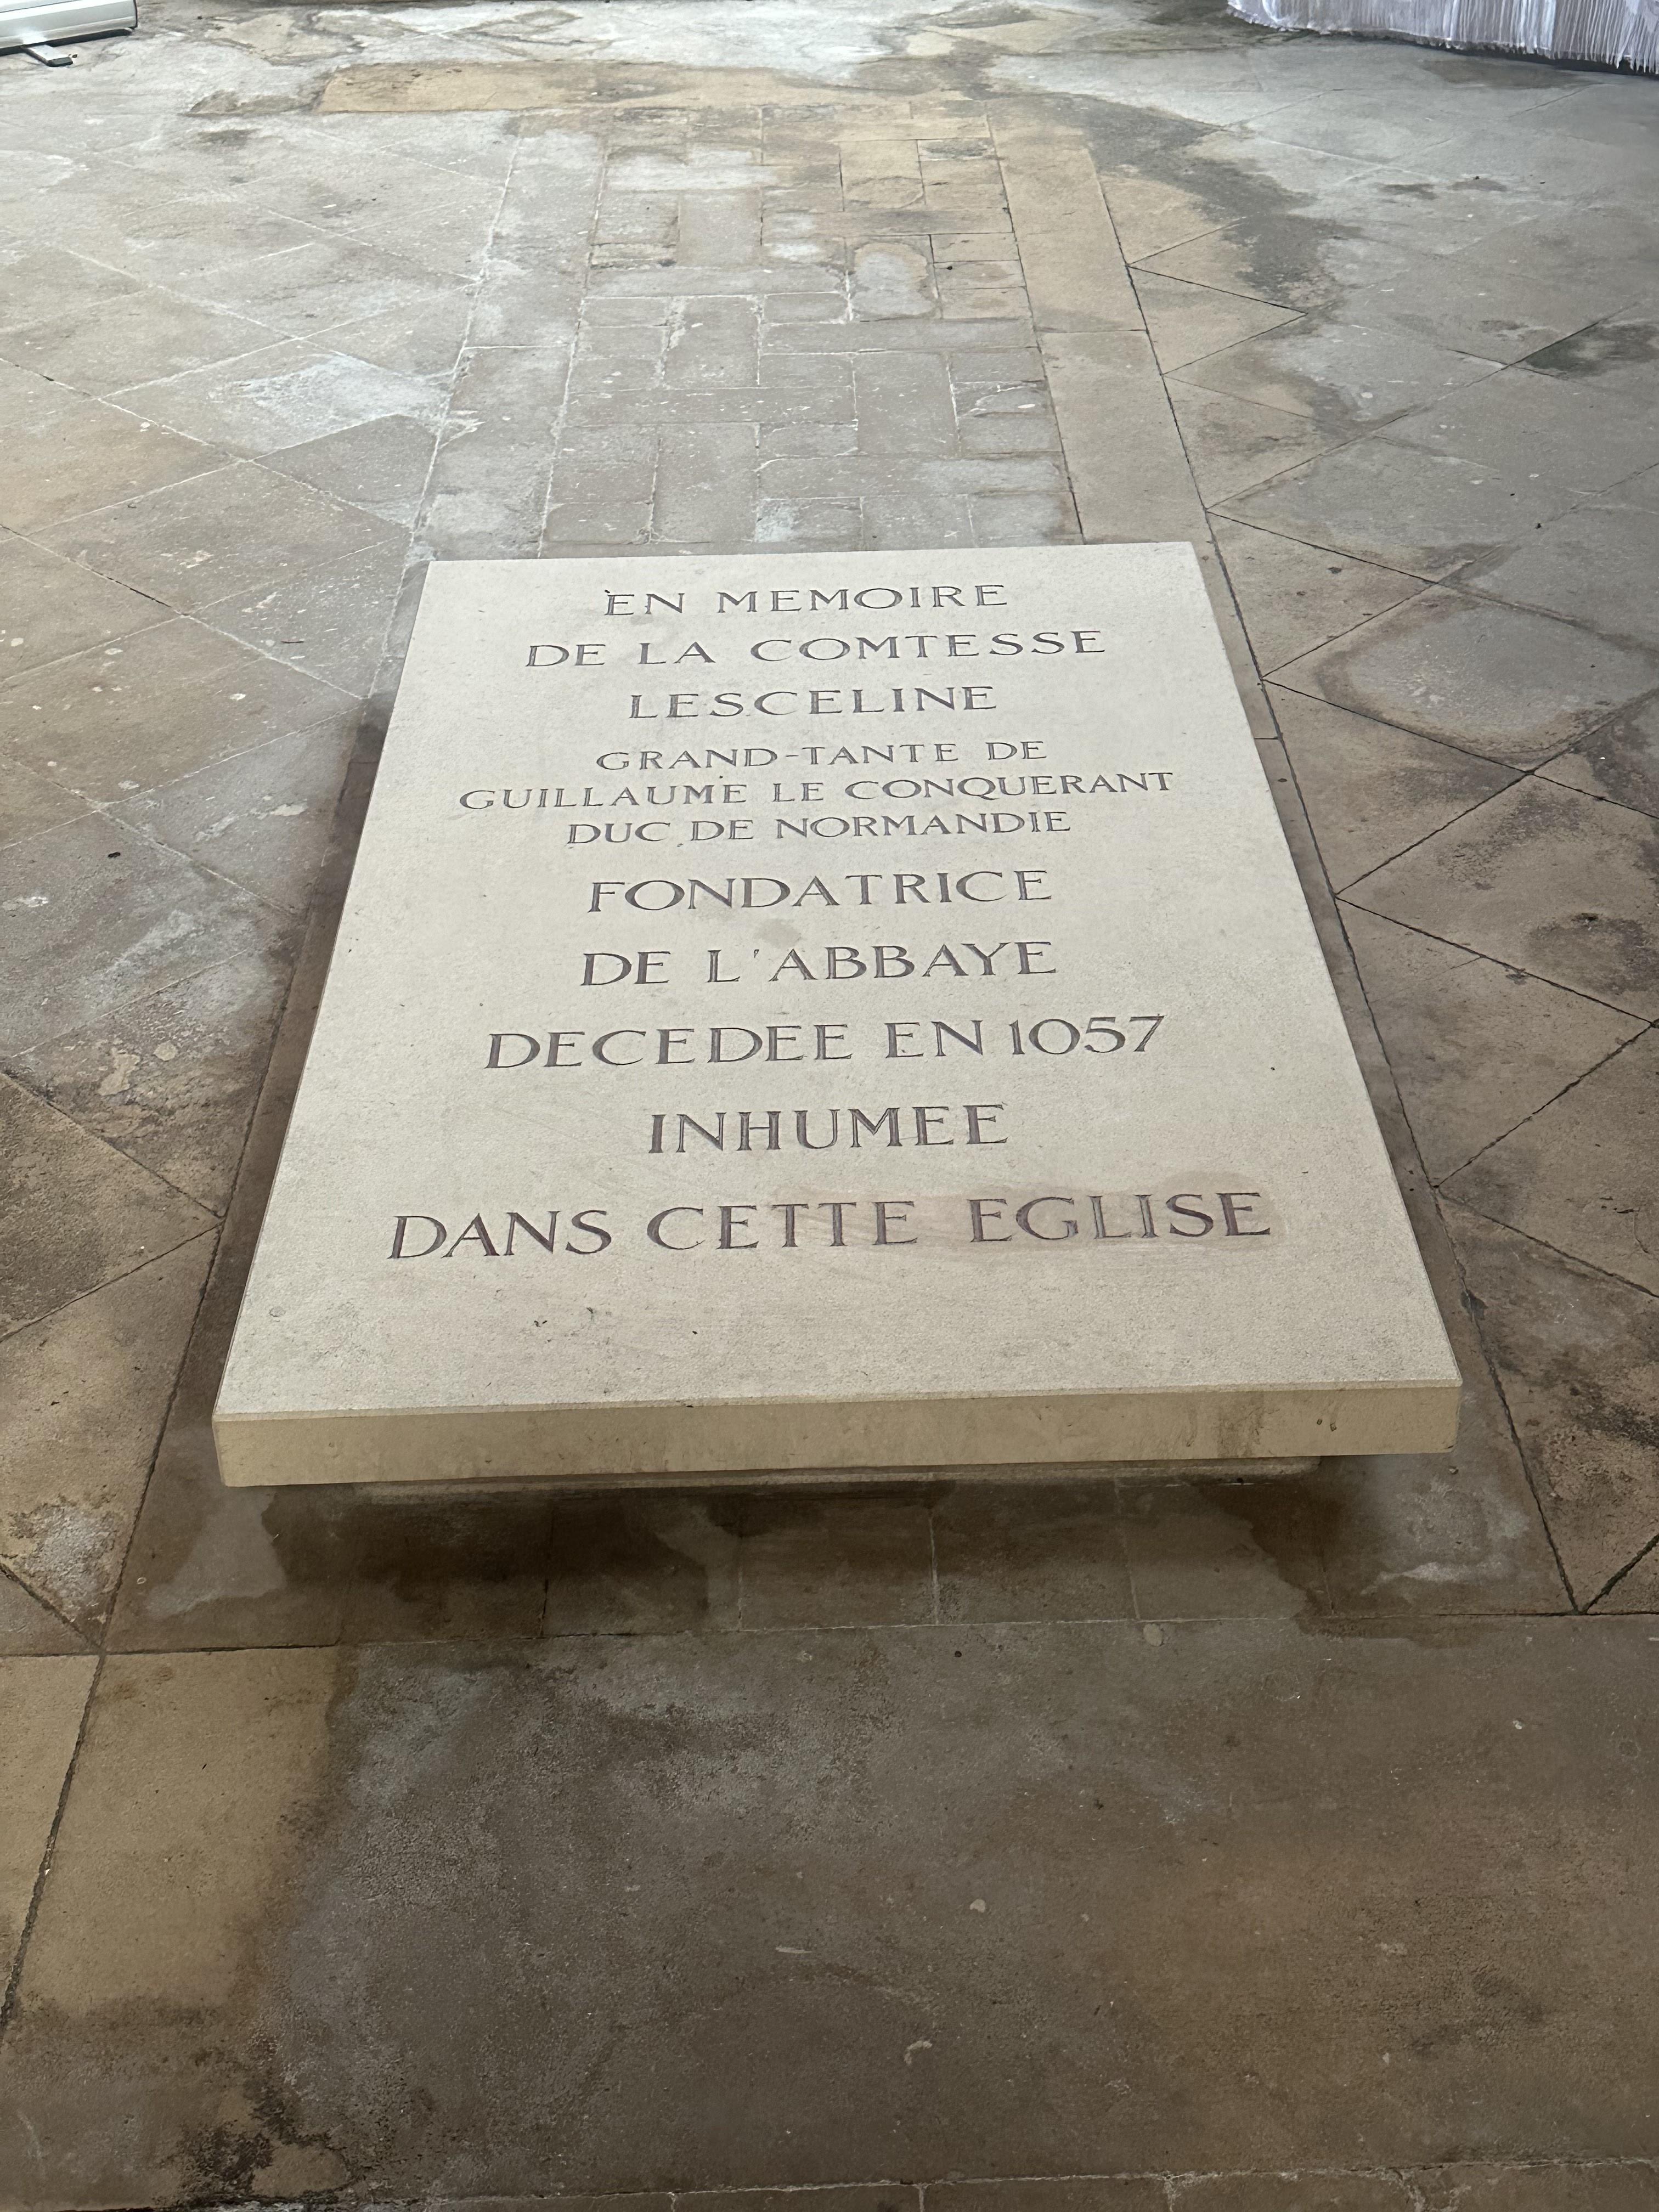 EN MEMOIRE
DE LA COMTESSE
LESCELINE
GRAND-TANTE DE
GUILLAUME LE CONQUERANT
DUC DE NORMANDIE
FONDATRICE
DE L'ABBAYE
DECEDEE EN 1057
INHUMEE
DANS CETTE EGLISE